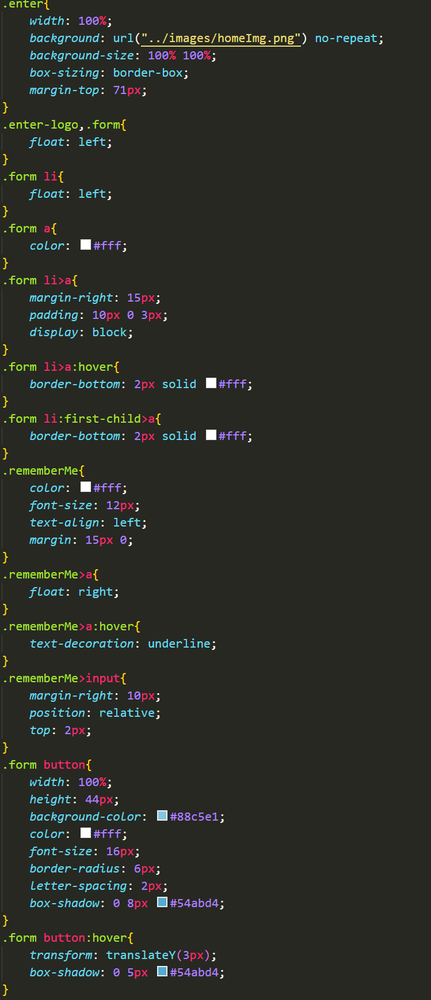 .enter{
    width: 100%;
    background: url("../images/homeImg.png") no-repeat;
    background-size: 100% 100%;
    box-sizing: border-box;
    margin-top: 71px;
}
.enter-logo,.form{
    float: left;
}
.form li{
    float: left;
}
.form a{
    color: #fff;
}
.form li>a{
    margin-right: 15px;
    padding: 10px 0 3px;
    display: block;
}
.form li>a:hover{
    border-bottom: 2px solid #fff;
}
.form li:first-child>a{
    border-bottom: 2px solid #fff;
}
.rememberMe{
    color: #fff;
    font-size: 12px;
    text-align: left;
    margin: 15px 0;
}
.rememberMe>a{
    float: right;
}
.rememberMe>a:hover{
    text-decoration: underline;
}
.rememberMe>input{
    margin-right: 10px;
    position: relative;
    top: 2px;
}
.form button{
    width: 100%;
    height: 44px;
    background-color: #88c5e1;
    color: #fff;
    font-size: 16px;
    border-radius: 6px;
    letter-spacing: 2px;
    box-shadow: 0 8px #54abd4;
}
.form button:hover{
    transform: translateY(3px);
    box-shadow: 0 5px #54abd4;
}